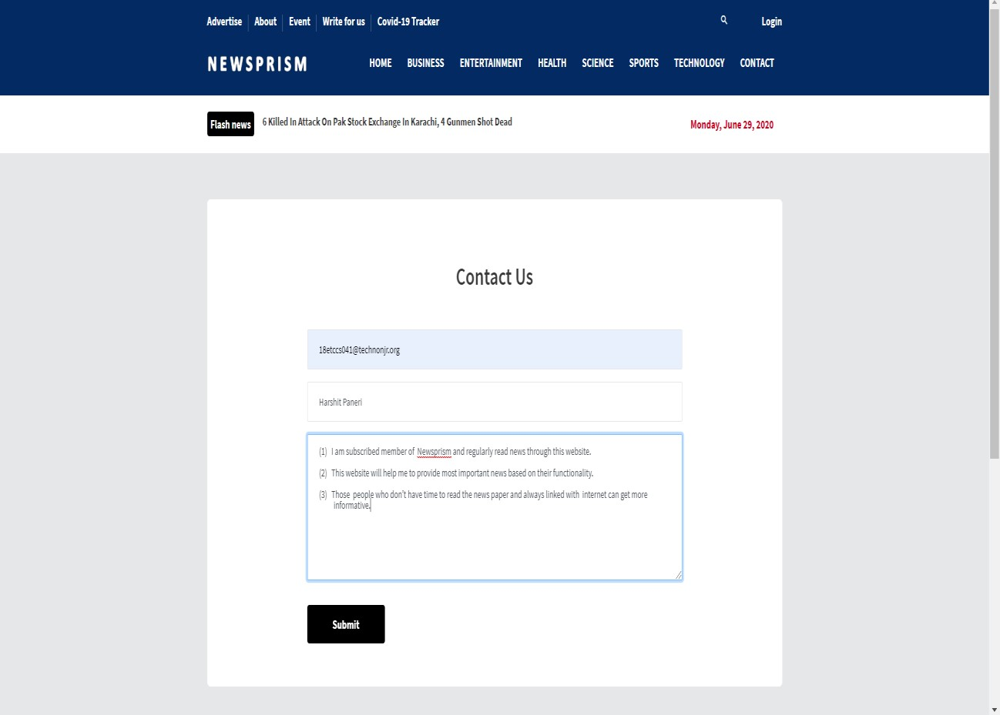 Advertise About Event Write for us Covid-19 Tracker Login
NEWSPRISM HOME BUSINESS ENTERTAINMENT HEALTH SCIENCE SPORTS TECHNOLOGY CONTACT
Flash news 6 Killed In Attack On Pak Stock Exchange In Karachi, 4 Gunmen Shot Dead Monday, June 29, 2020
Contact Us
18etccs041@technonjr.org
Harshit Paneri
(1) I am subscribed member of Newsprism and regularly read news through this website.
(2) This website will help me to provide most important news based on their functionality.
(3) Those people who don't have time to read the news paper and always linked with internet can get more
informative.
Submit